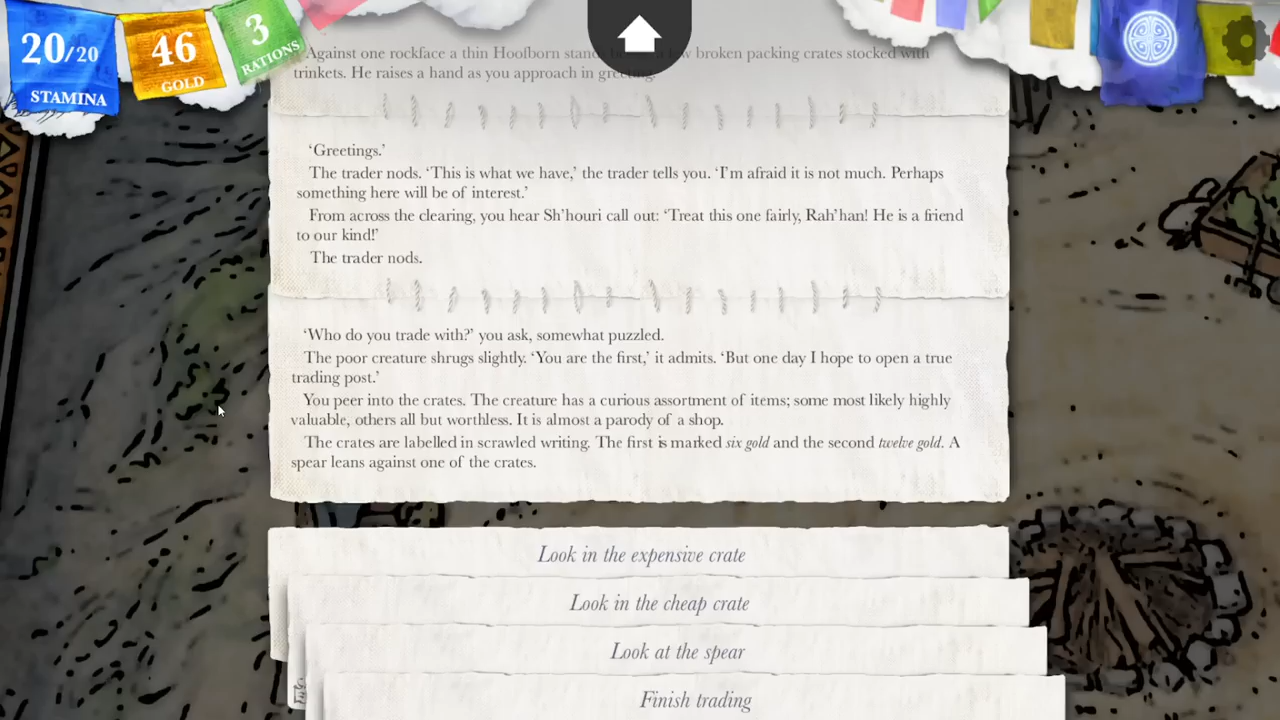 20/20
STAMINA
46
GOLD
3
RATIONS
Against one rockface a thin Hoofborn stands broken packing crates stocked with
trinkets. He raises a hand as you approach in greeting.
‘Greetings.’
The trader nods. ‘This is what we have,’ the trader tells you. ‘I'm afraid it is not much. Perhaps
something here will be of interest.’
From across the clearing, you hear Sh'houri call out: ‘Treat this one fairly, Rah'han! He is a friend
to our kind!’
The trader nods.
‘Who do you trade with?’ you ask, somewhat puzzled.
The poor creature shrugs slightly. ‘You are the first,’ it admits. ‘But one day I hope to open a true
trading post.’
You peer into the crates. The creature has a curious assortment of items; some most likely highly
valuable, others all but worthless. It is almost a parody of a shop.
The crates are labelled in scrawled writing. The first is marked six gold and the second twelve gold. A
spear leans against one of the crates.
Look in the expensive crate
Look in the cheap crate
Look at the spear
Finish trading